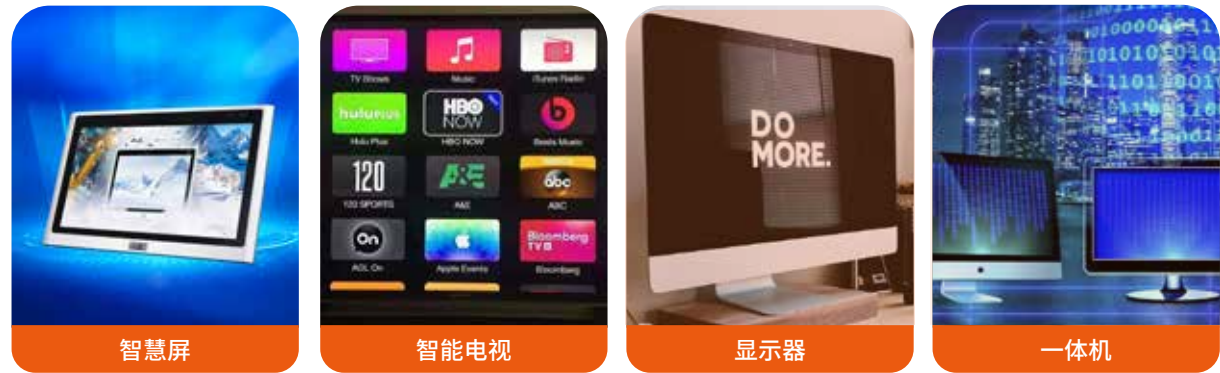 TV Shows
Music
iTunes Radio
huluplus
HBO
NOW
Hulu Plus
HBO NOW
Beats Music
120
A&E
abc
120 SPORTS
A&E
ABC
On
Bloomberg
TV
AOL On
Apple Events
Bloomberg
DO
MORE.
智慧屏
智能电视
显示器
一体机